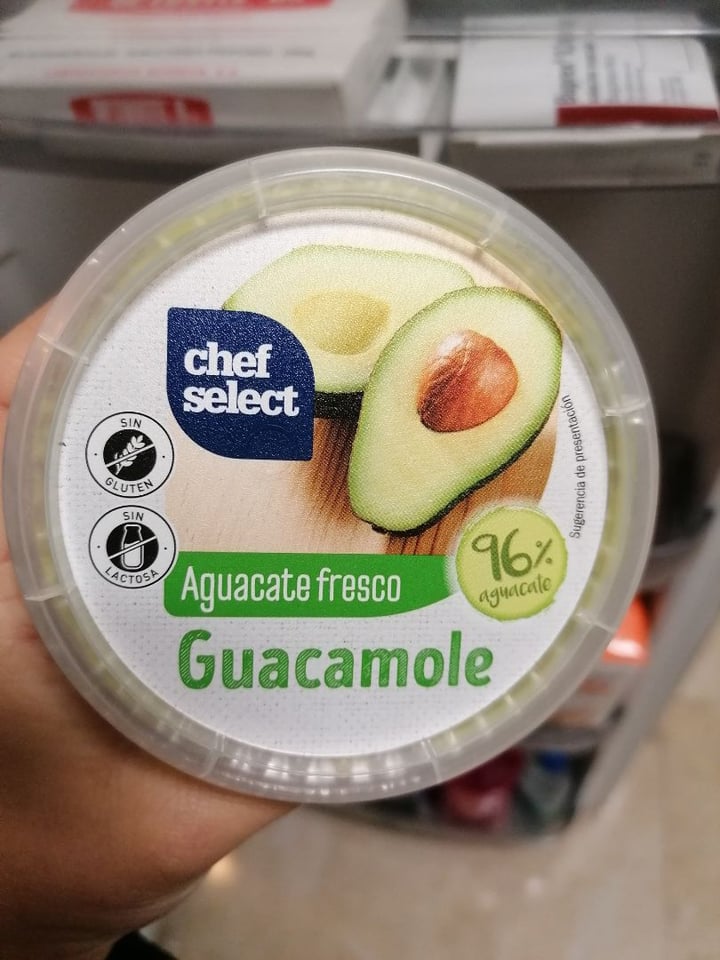 chef
select
SIN
GLUTEN
SIN
LACTOSA
Sugerencia de presentación
96%
aguacate
Aguacate fresco
Guacamole